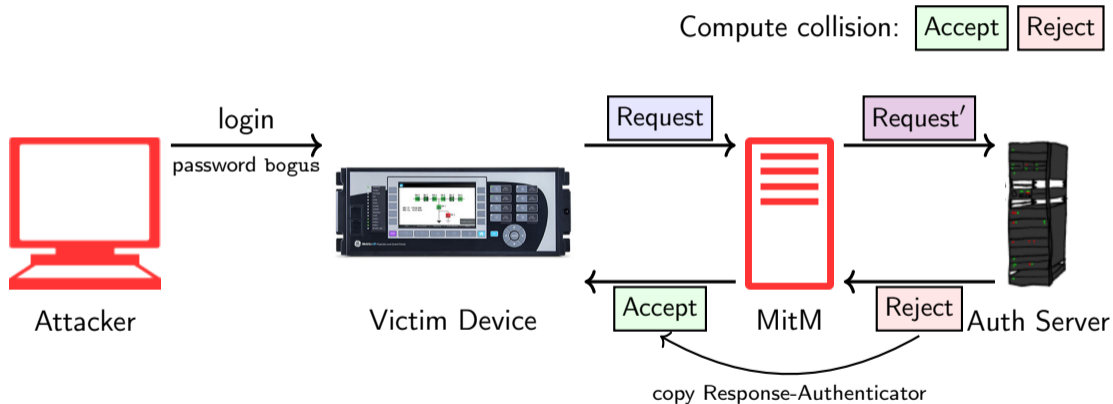 Compute collision: Accept Reject
login
password bogus
Request
Request′
Attacker
Victim Device
Accept
MitM
Reject
Auth Server
copy Response-Authenticator